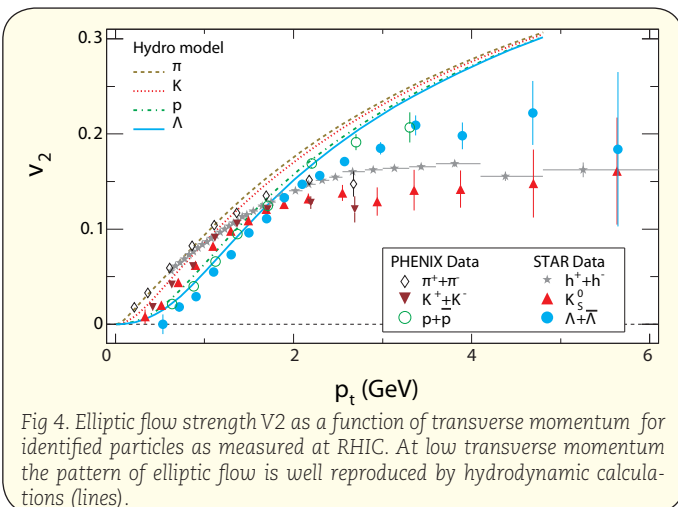 0.3
0.2
0.1
0
v₂
Hydro model
π
K
p
Λ
PHENIX Data
π⁺+π⁻
K⁺+K⁻
p+p̅
STAR Data
h⁺+h⁻
K⁰S
Λ+Λ̅
0 2 4 6
pt (GeV)
Fig 4. Elliptic flow strength V2 as a function of transverse momentum for
identified particles as measured at RHIC. At low transverse momentum
the pattern of elliptic flow is well reproduced by hydrodynamic calcula-
tions (lines).